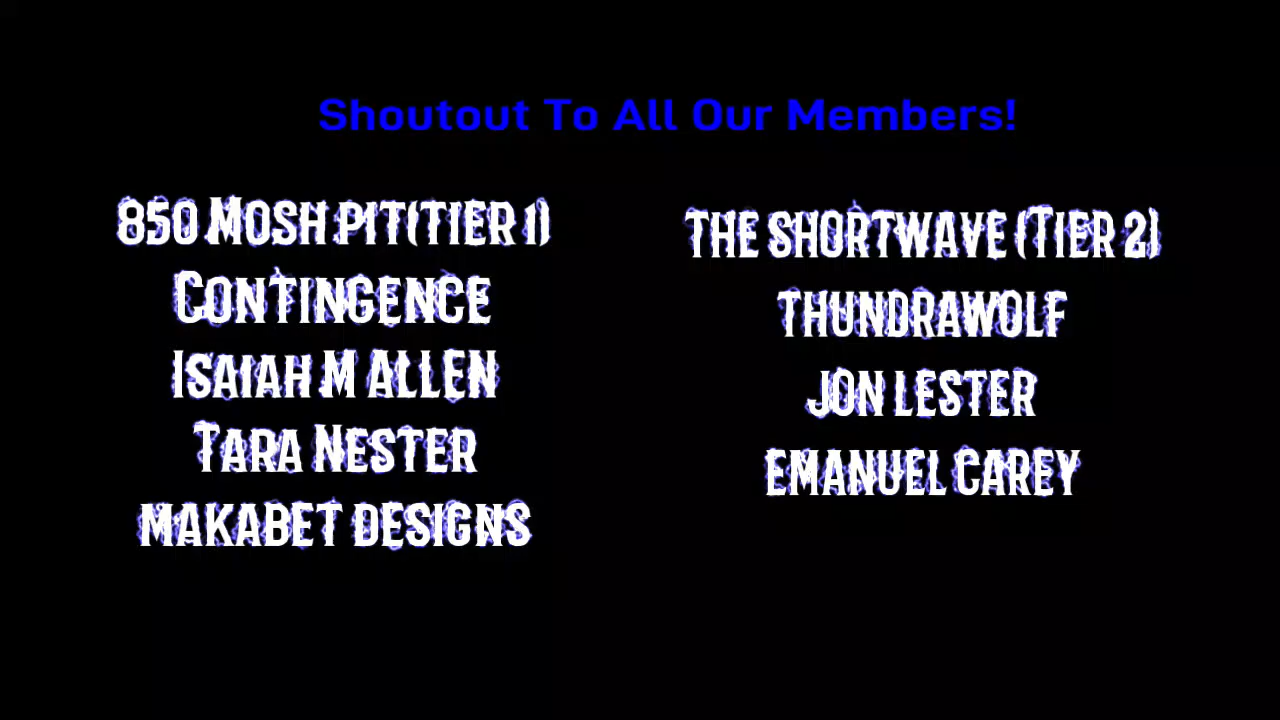 Shoutout To All Our Members!
850 Mosh pit(tier 1)
Contingence
Isaiah M ALLEN
Tara Nester
makabet designs
the shortwave (Tier 2)
thundrawolf
jon lester
Emanuel Carey